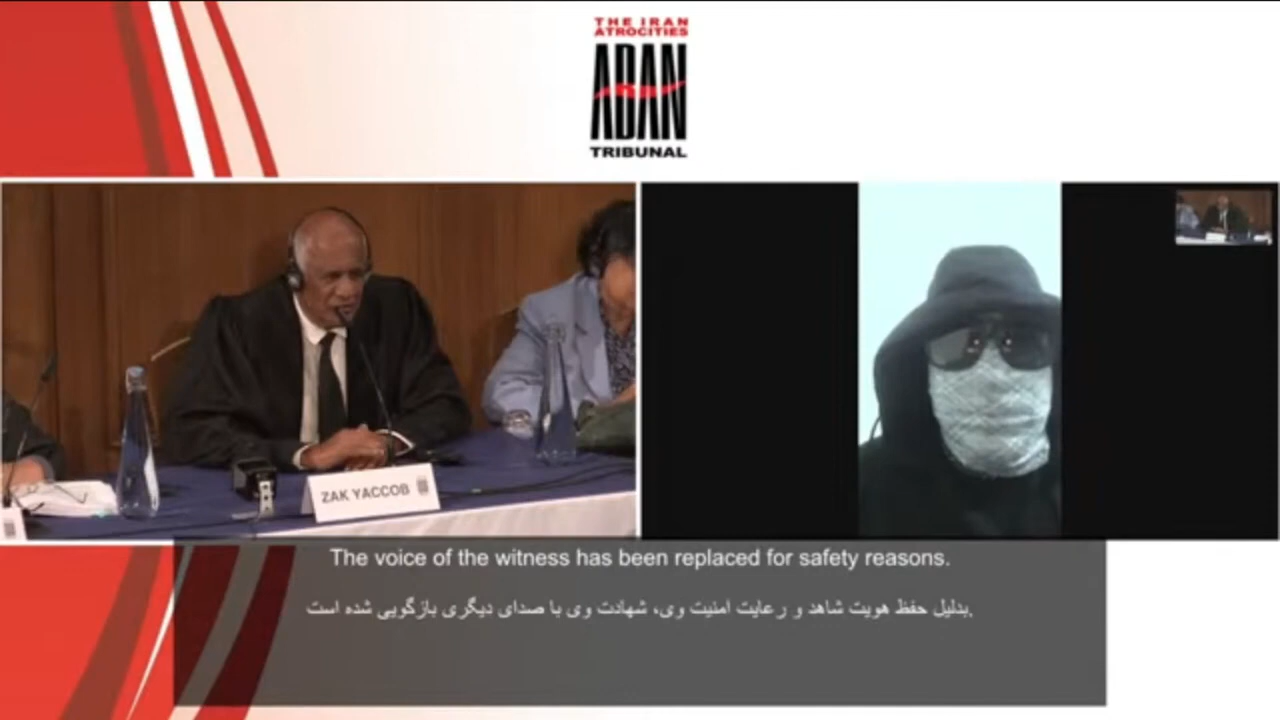 THE IRAN
ATROCITIES
ABAN
TRIBUNAL
ZAK YACCOB
The voice of the witness has been replaced for safety reasons.
بدلیل حفظ هویت شاهد و رعایت امنیت وی، شهادت وی با صدای دیگری بازگویی شده است.